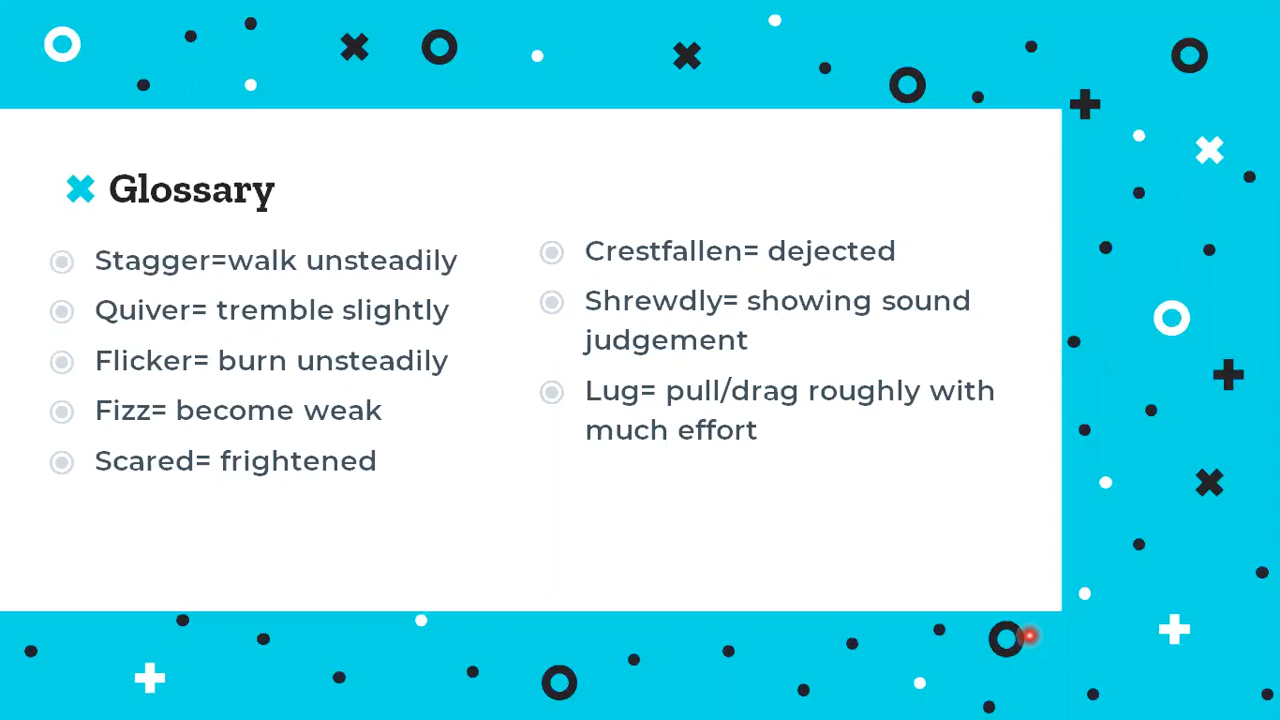 Glossary
Stagger=walk unsteadily
Quiver= tremble slightly
Flicker= burn unsteadily
Fizz= become weak
Scared= frightened
Crestfallen= dejected
Shrewdly= showing sound
judgement
Lug= pull/drag roughly with
much effort